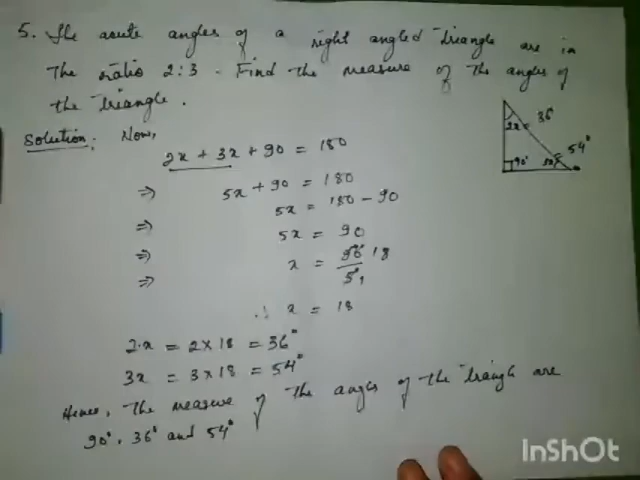 5. The acute angles of a right angled triangle are in
the ratio 2:3. Find the measure of the angles of
the triangle.
Solution: Now,
2x + 3x + 90 = 180
⇒ 5x + 90 = 180
5x = 180 - 90
⇒ 5x = 90
⇒ x = 90/5 18 1
⇒
∴ x = 18
2x = 2 × 18 = 36°
3x = 3 × 18 = 54°
Hence, The measure of the angles of the triangle are
90°, 36° and 54°
2x = 36°
54°
90°
InShOt